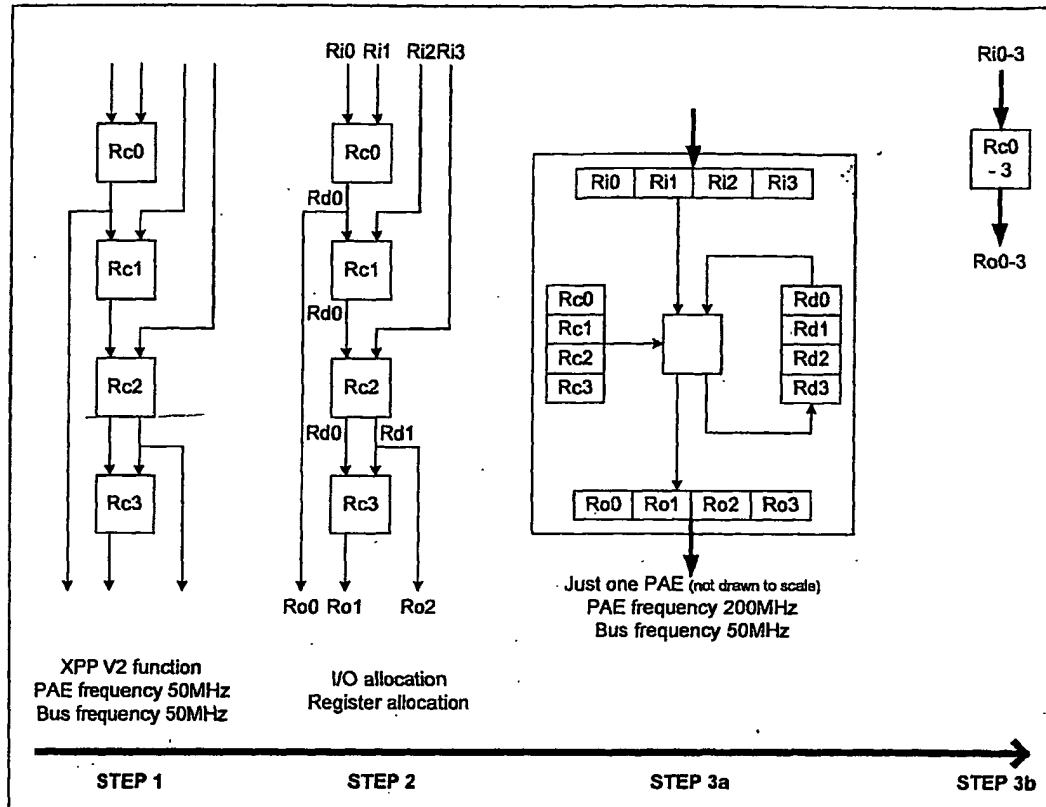 Rc0
Rc1
Rc2
Rc3
XPP V2 function
PAE frequency 50MHz
Bus frequency 50MHz
Ri0 Ri1 Ri2Ri3
Rc0
Rd0
Rc1
Rd0
Rc2
Rd0 Rd1
Rc3
Ro0 Ro1 Ro2
I/O allocation
Register allocation
Ri0 Ri1 Ri2 Ri3
Rc0
Rc1
Rc2
Rc3
Rd0
Rd1
Rd2
Rd3
Ro0 Ro1 Ro2 Ro3
Just one PAE (not drawn to scale)
PAE frequency 200MHz
Bus frequency 50MHz
Ri0-3
Rc0
- 3
Ro0-3
STEP 1 STEP 2 STEP 3a STEP 3b